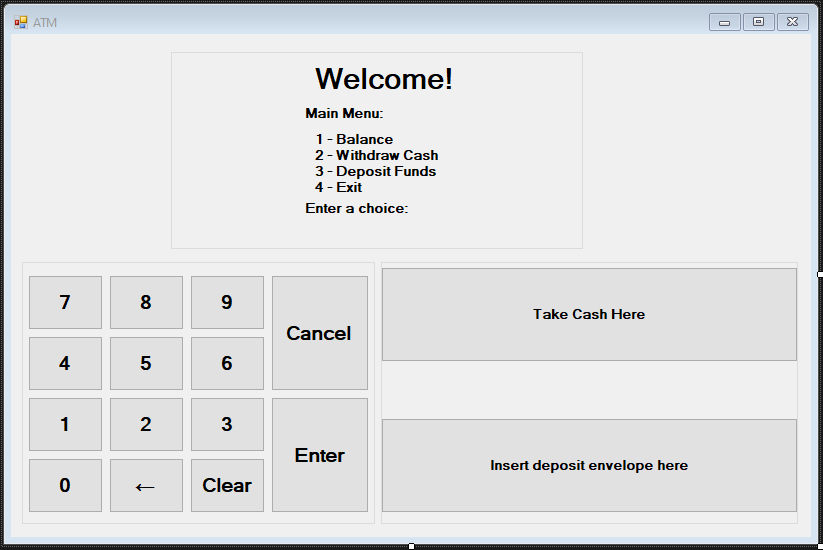 ATM
Welcome!
Main Menu:
1 - Balance
2 - Withdraw Cash
3 - Deposit Funds
4 - Exit
Enter a choice:
7 8 9 Cancel
4 5 6
1 2 3 Enter
0 ← Clear
Take Cash Here
Insert deposit envelope here